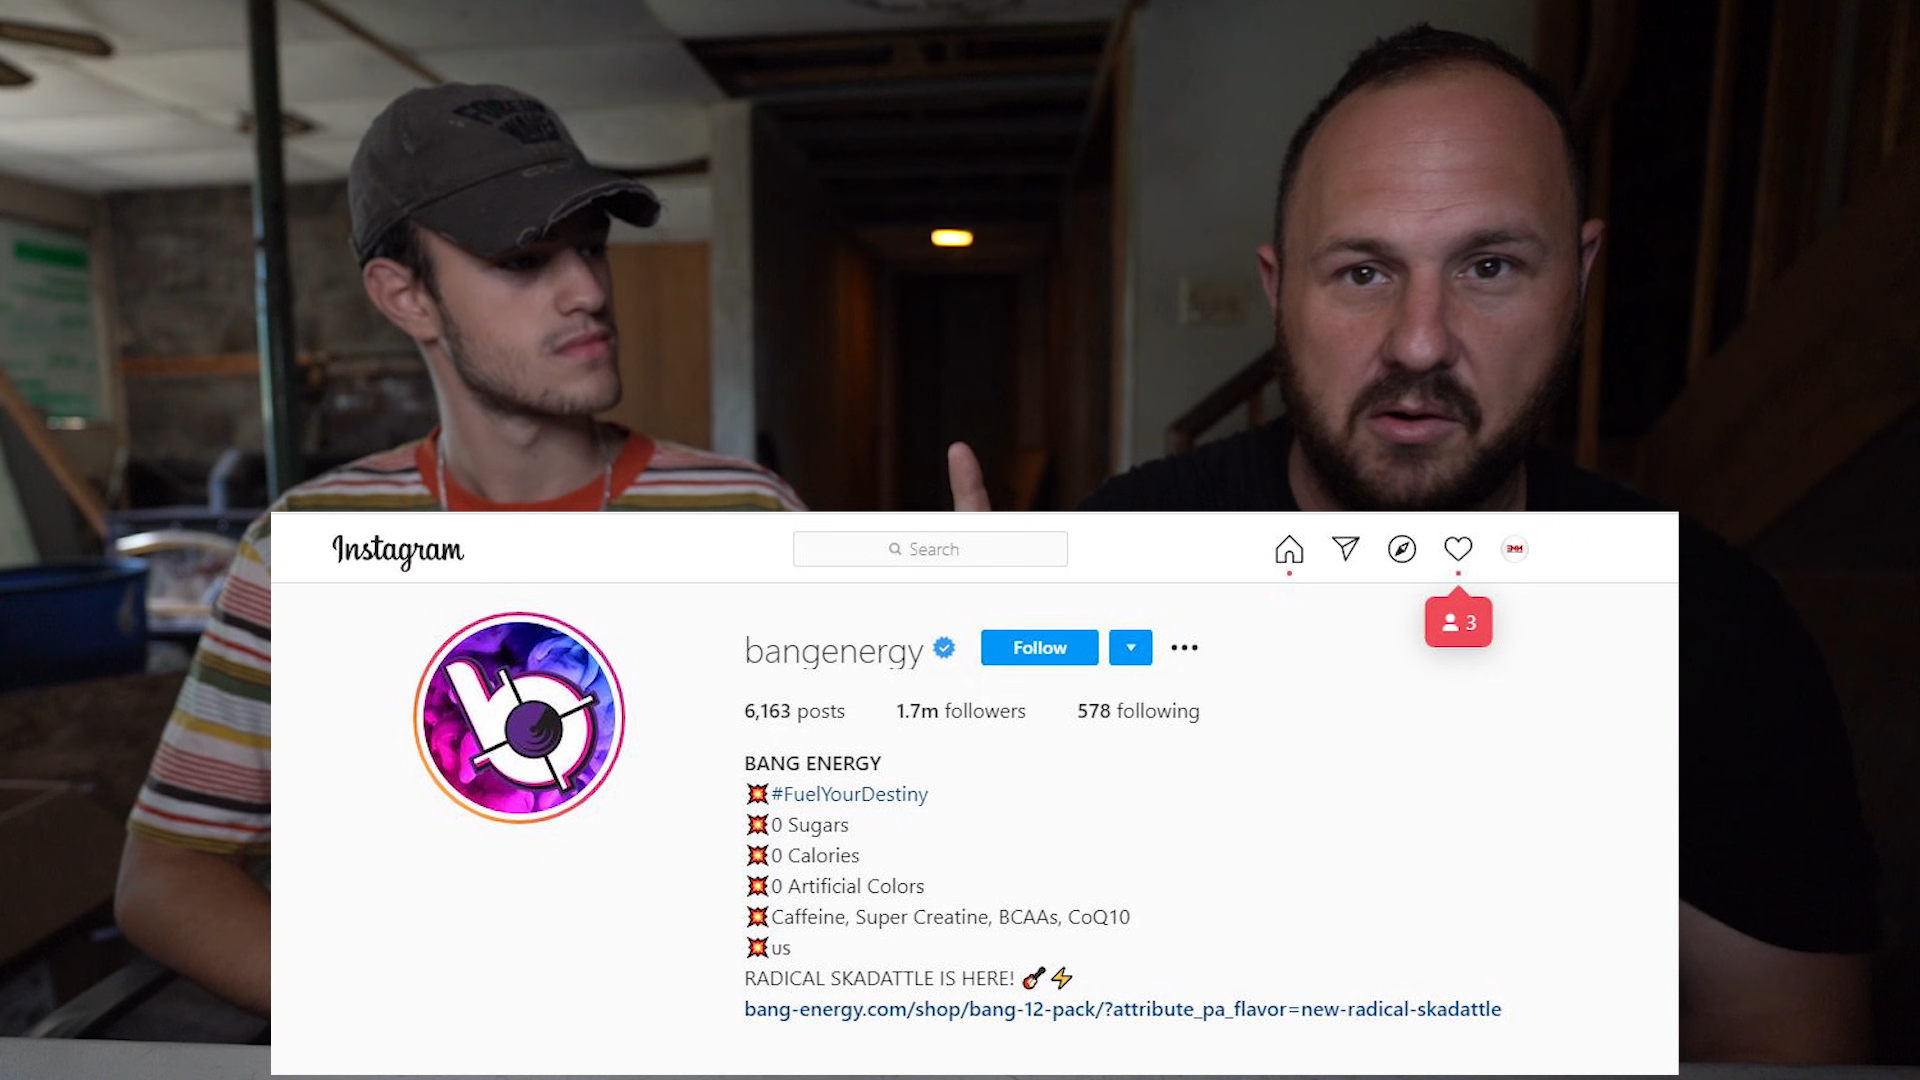 FOREIGN
Instagram
Search
3
bangenergy
Follow
6,163 posts 1.7m followers 578 following
BANG ENERGY
💥#FuelYourDestiny
💥0 Sugars
💥0 Calories
💥0 Artificial Colors
💥Caffeine, Super Creatine, BCAAs, CoQ10
💥us
RADICAL SKADATTLE IS HERE! 🎸⚡
bang-energy.com/shop/bang-12-pack/?attribute_pa_flavor=new-radical-skadattle